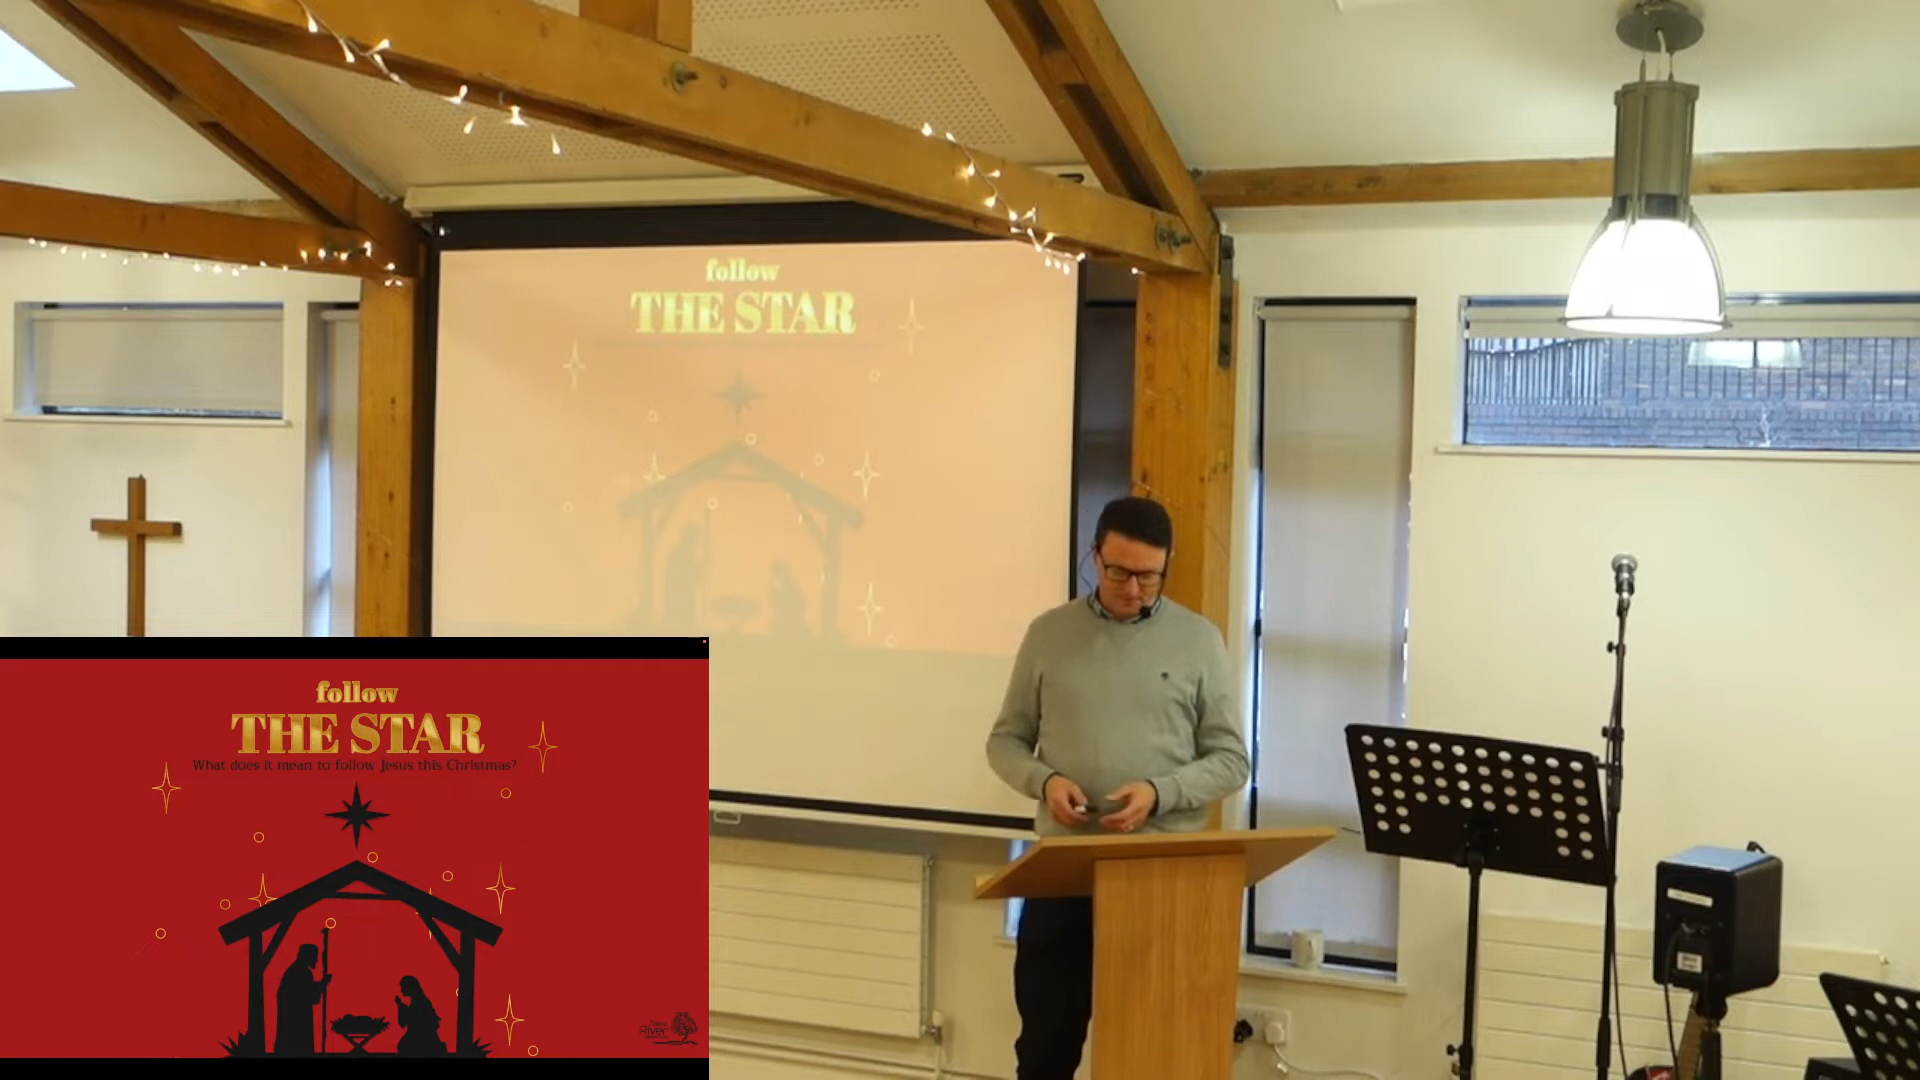 follow
THE STAR
follow
THE STAR
What does it mean to follow Jesus this Christmas?
River